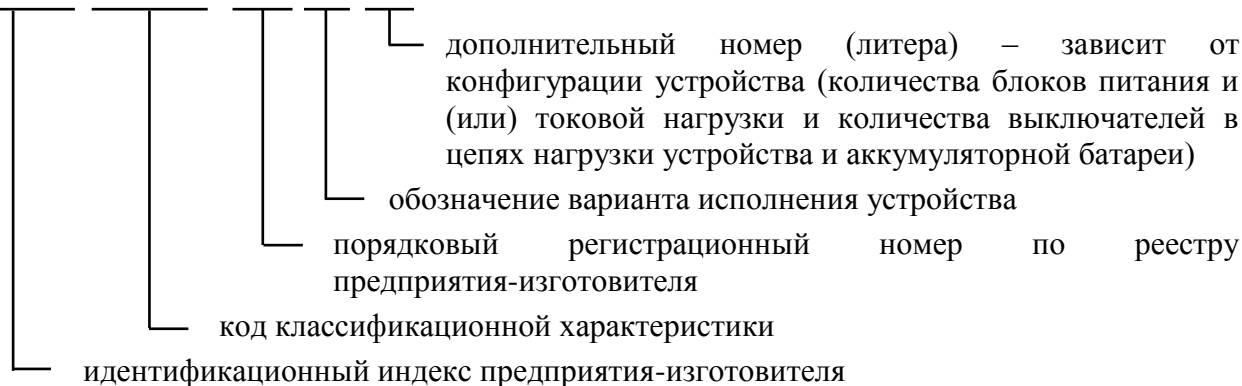 дополнительный номер (литера) – зависит от
конфигурации устройства (количества блоков питания и
(или) токовой нагрузки и количества выключателей в
цепях нагрузки устройства и аккумуляторной батареи)
обозначение варианта исполнения устройства
порядковый регистрационный номер по реестру
предприятия-изготовителя
код классификационной характеристики
идентификационный индекс предприятия-изготовителя